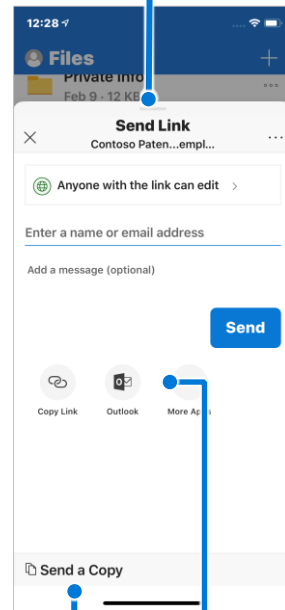 12:28
Files
Private Info
Feb 9 · 12 KB
Send Link
Contoso Paten...empl...
Anyone with the link can edit
Enter a name or email address
Add a message (optional)
Send
Copy Link Outlook More Apps
Send a Copy